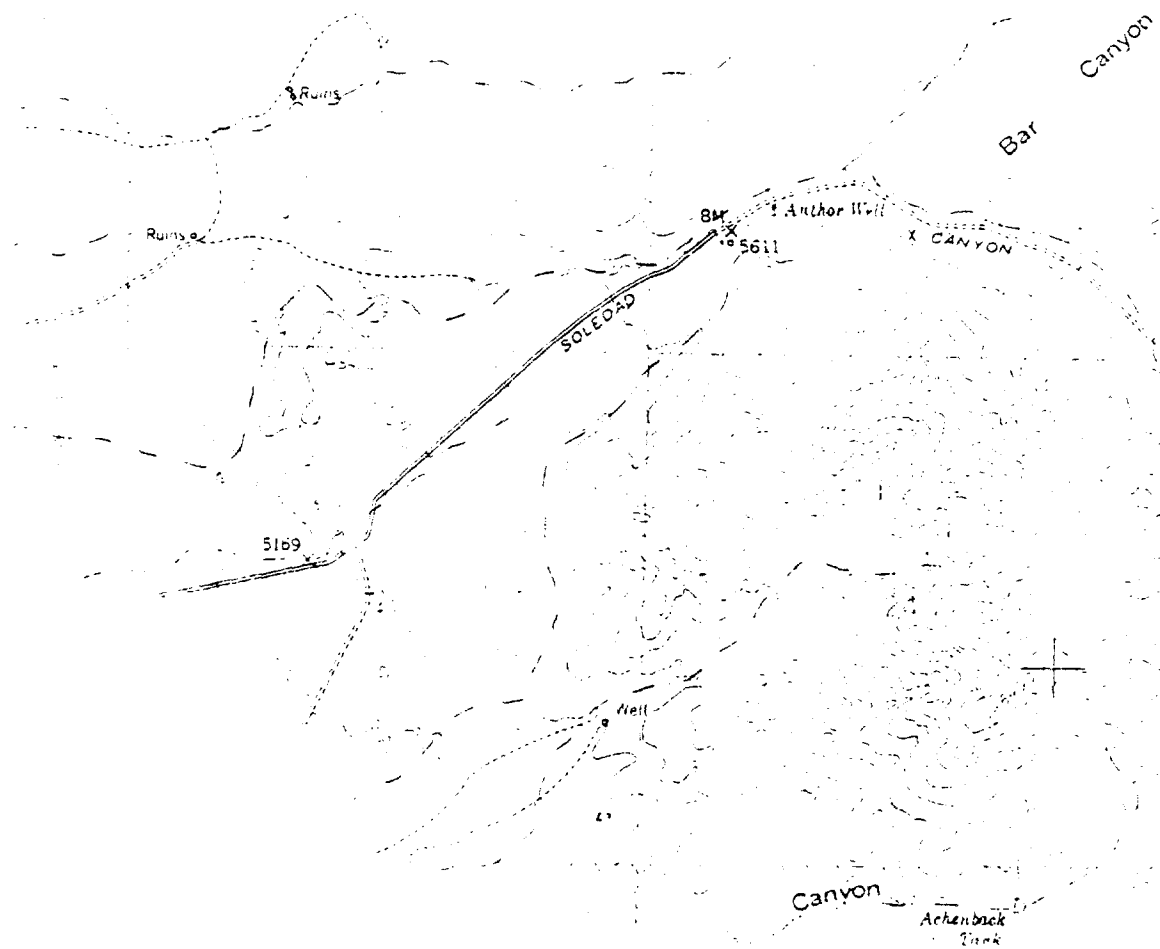 Canyon
Bar
Ruins
BM
Anthor Well
X CANYON
X
5611
Ruins
SOLEDAD
5169
Well
Canyon
Achenback